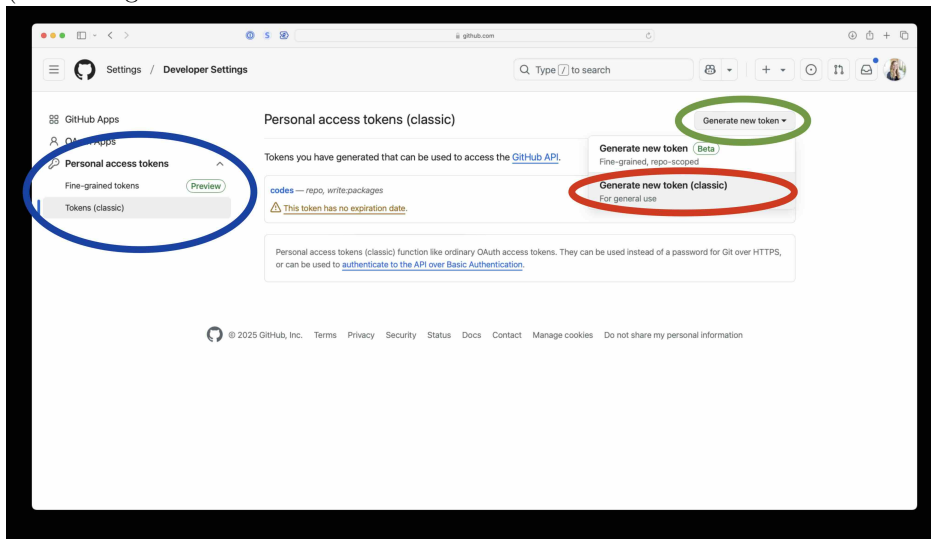 S
github.com
Settings / Developer Settings
Type / to search
GitHub Apps
Personal access tokens (classic)
Generate new token
Apps
Generate new token Beta
Personal access tokens
Tokens you have generated that can be used to access the GitHub API.
Fine-grained, repo-scoped
Fine-grained tokens Preview
codes — repo, write:packages
Generate new token (classic)
For general use
Tokens (classic)
This token has no expiration date.
Personal access tokens (classic) function like ordinary OAuth access tokens. They can be used instead of a password for Git over HTTPS,
or can be used to authenticate to the API over Basic Authentication.
© 2025 GitHub, Inc. Terms Privacy Security Status Docs Contact Manage cookies Do not share my personal information